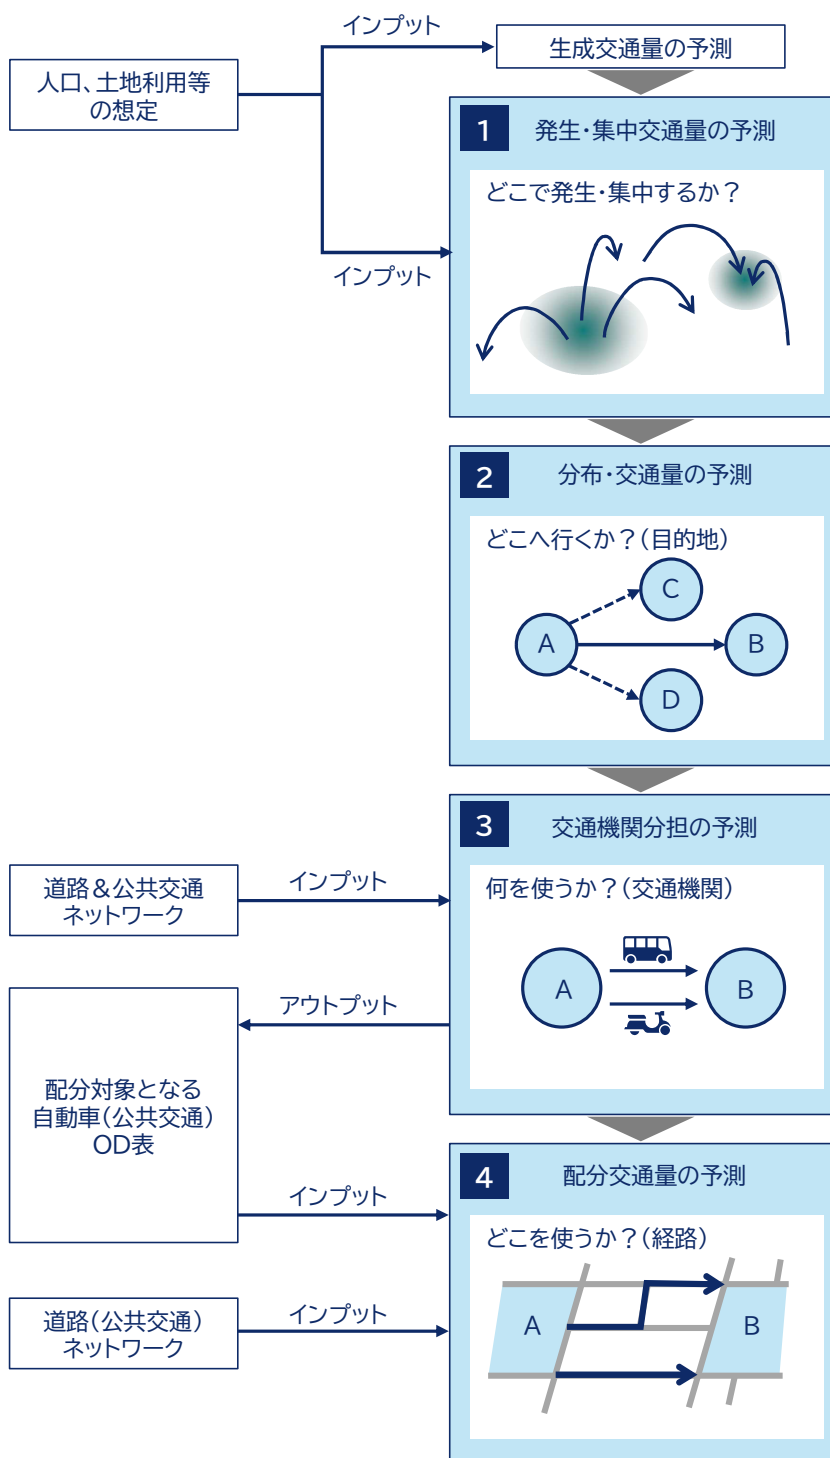 インプット
生成交通量の予測
人口、土地利用等
の想定
1 発生・集中交通量の予測
どこで発生・集中するか？
インプット
2 分布・交通量の予測
どこへ行くか？(目的地)
C
A
B
D
3 交通機関分担の予測
道路＆公共交通
ネットワーク
インプット
何を使うか？(交通機関)
A
B
アウトプット
配分対象となる
自動車(公共交通)
OD表
4 配分交通量の予測
インプット
どこを使うか？(経路)
道路(公共交通)
ネットワーク
インプット
A
B